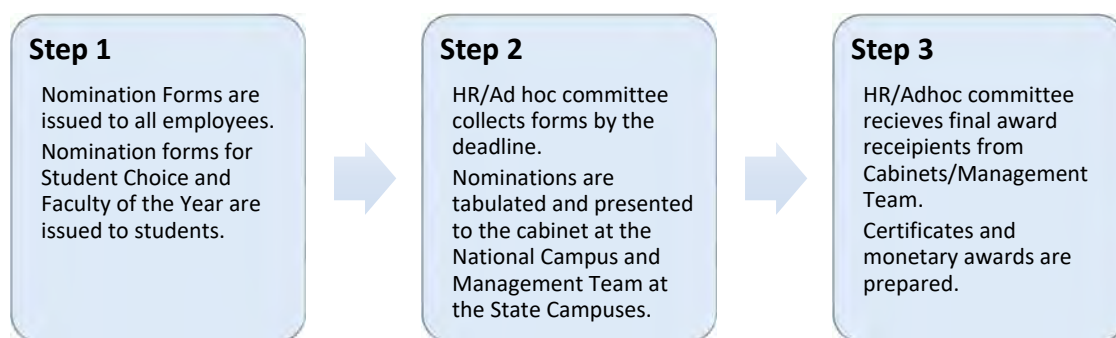 Step 1
Nomination Forms are
issued to all employees.
Nomination forms for
Student Choice and
Faculty of the Year are
issued to students.
Step 2
HR/Ad hoc committee
collects forms by the
deadline.
Nominations are
tabulated and presented
to the cabinet at the
National Campus and
Management Team at
the State Campuses.
Step 3
HR/Adhoc committee
recieves final award
receipients from
Cabinets/Management
Team.
Certificates and
monetary awards are
prepared.